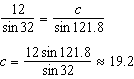 12/sin 32 = c/sin 121.8
c = 12 sin 121.8/sin 32 ≈ 19.2